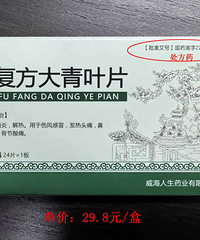 【批准文号】国药准字Z
处方药
复方大青叶片
FU FANG DA QING YE PIAN
炎，解热。用于伤风感冒，发热头痛，鼻
骨节酸痛。
24片×1板
威海人生药业有限
单价：29.8元/盒